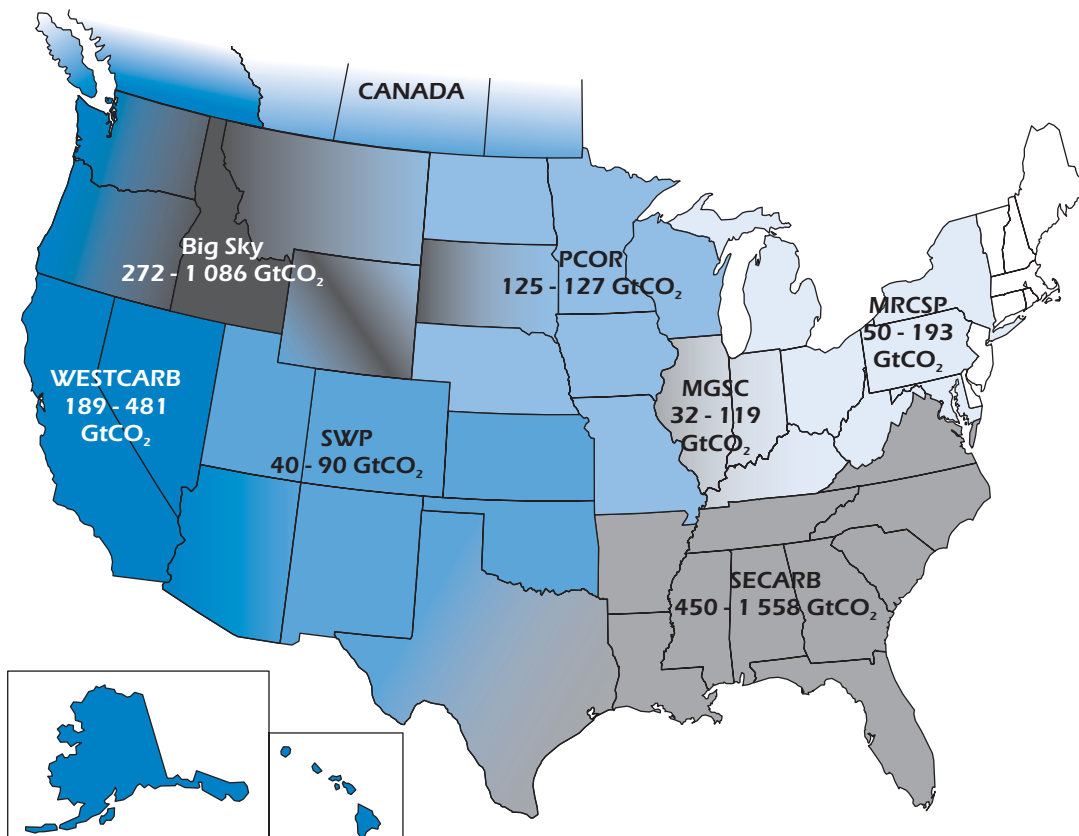 CANADA
Big Sky
272 - 1 086 GtCO₂
PCOR
125 - 127 GtCO₂
MRCSP
50 - 193
GtCO₂
WESTCARB
189 - 481
GtCO₂
MGSC
32 - 119
GtCO₂
SWP
40 - 90 GtCO₂
SECARB
450 - 1 558 GtCO₂